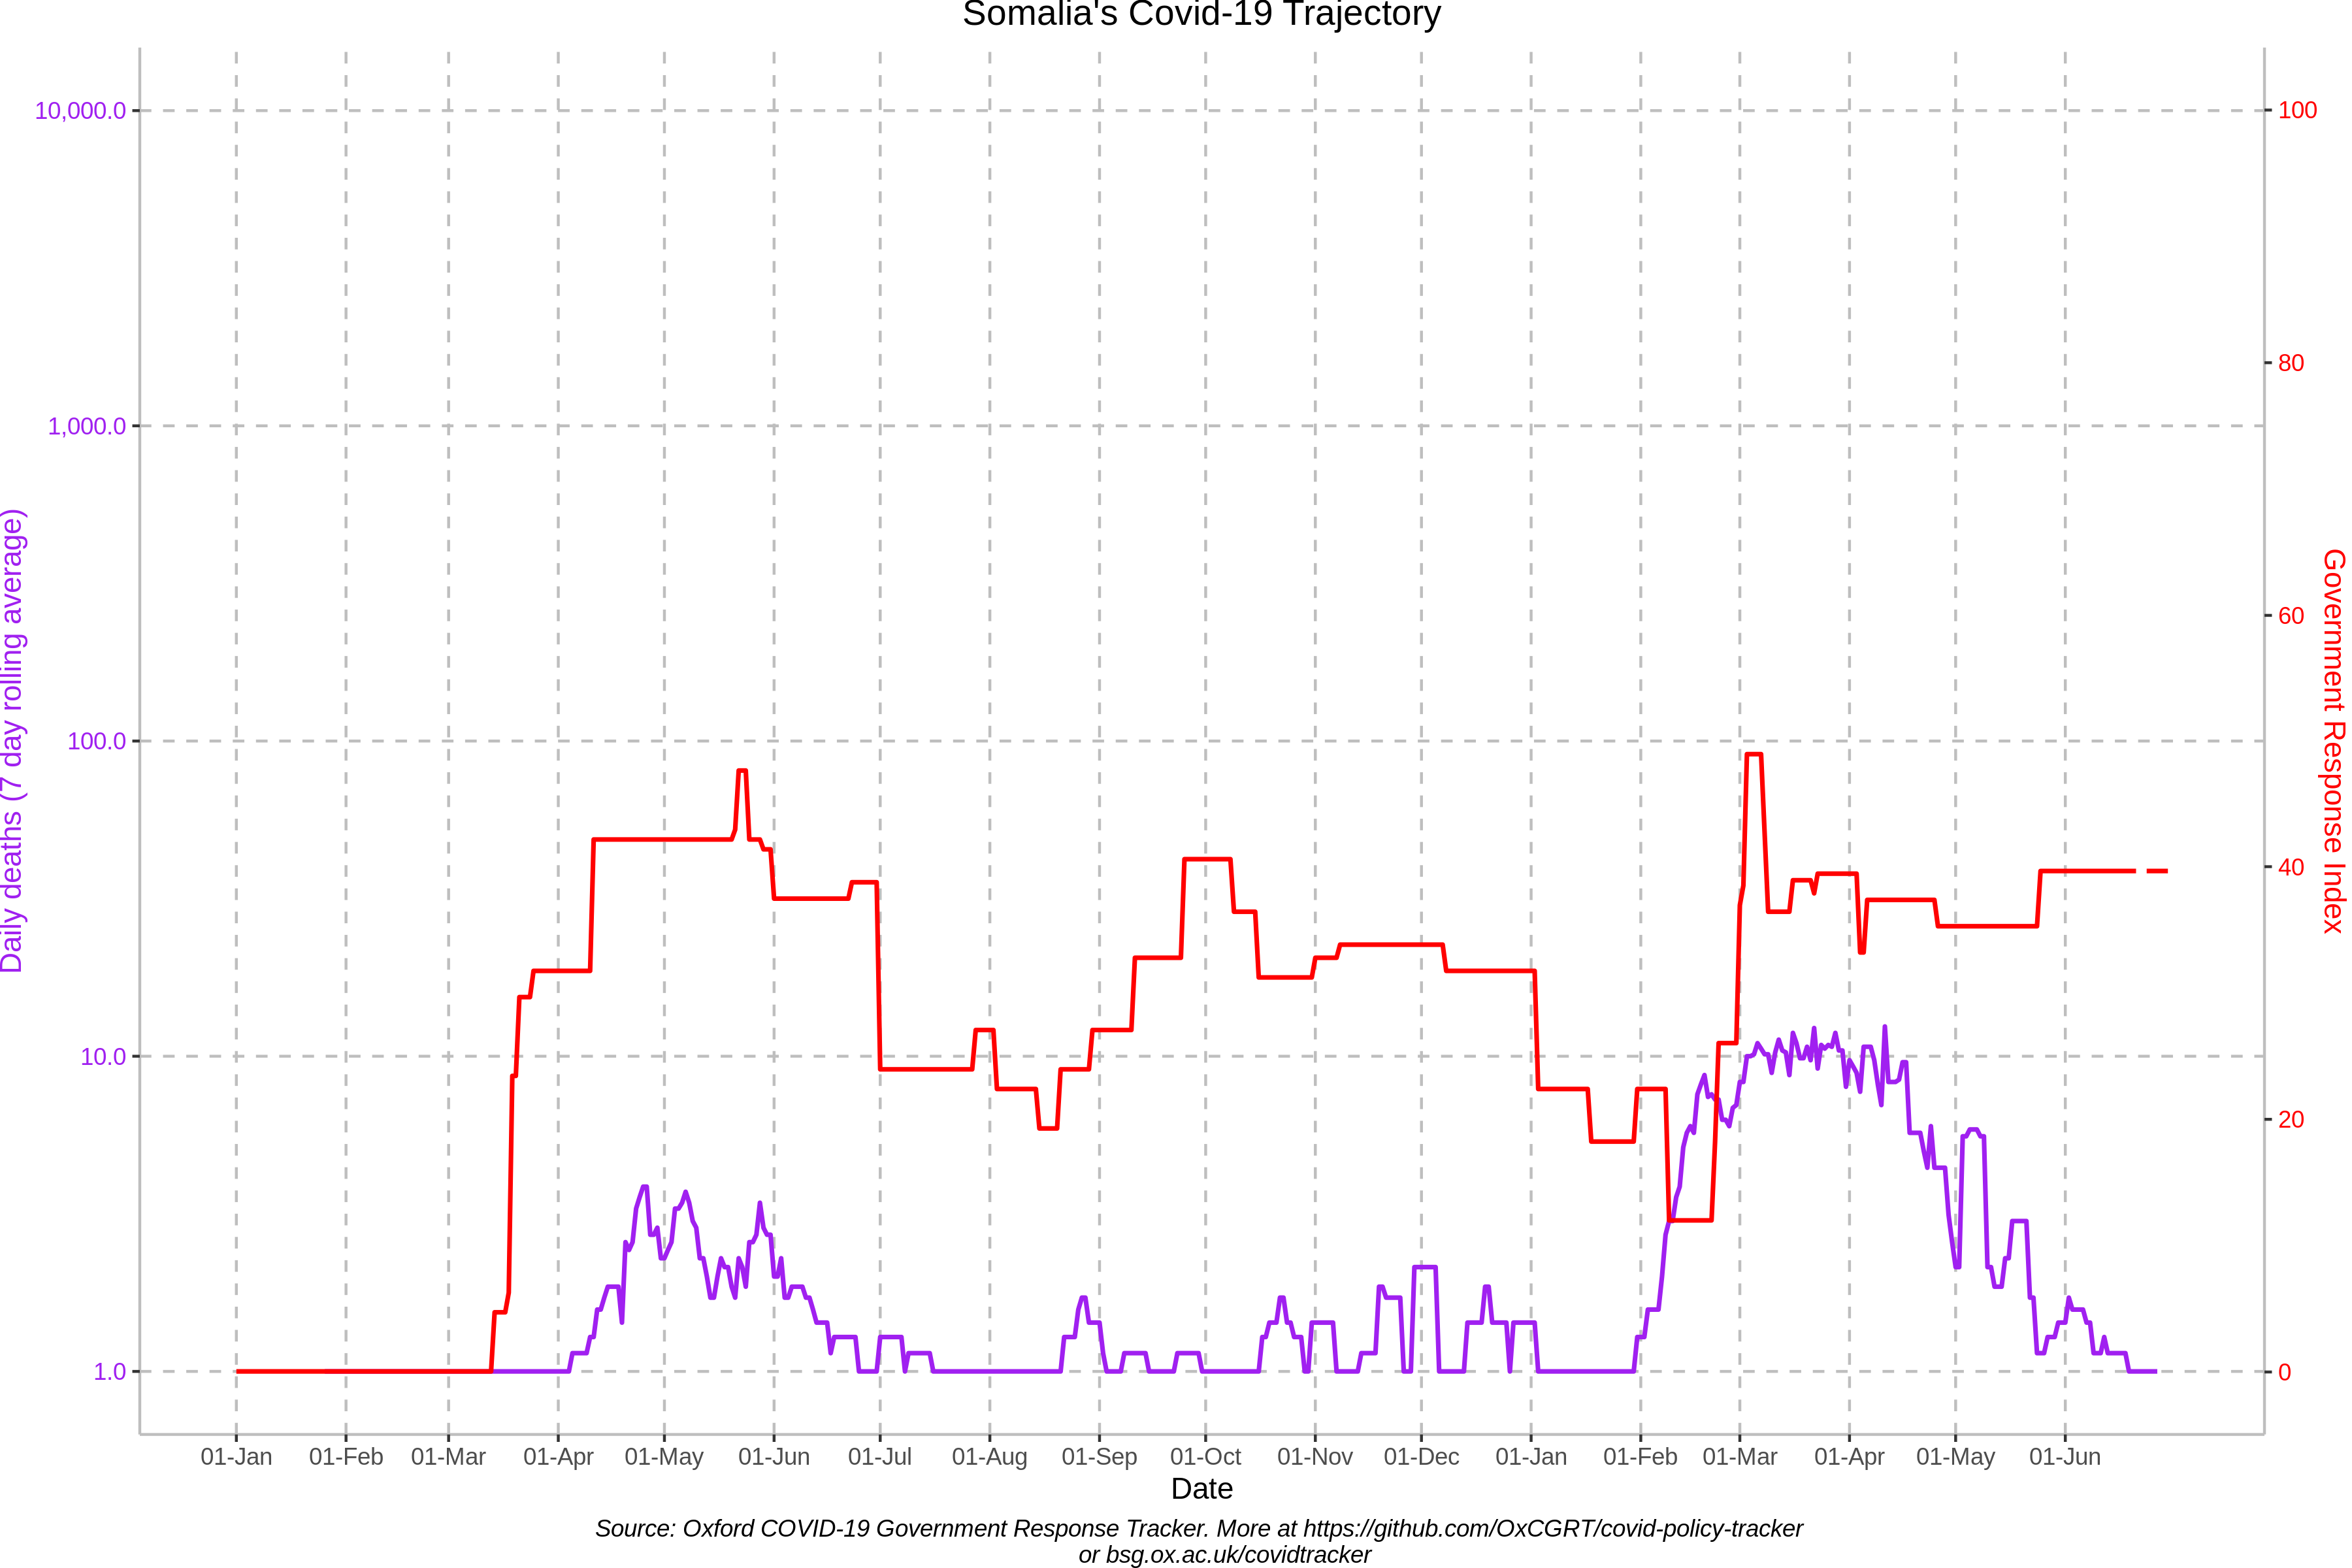 Somalia's Covid-19 Trajectory
10,000.0
1,000.0
100.0
10.0
1.0
Daily deaths (7 day rolling average)
100
80
60
40
20
0
Government Response Index
01-Jan 01-Feb 01-Mar 01-Apr 01-May 01-Jun 01-Jul 01-Aug 01-Sep 01-Oct 01-Nov 01-Dec 01-Jan 01-Feb 01-Mar 01-Apr 01-May 01-Jun
Date
Source: Oxford COVID-19 Government Response Tracker. More at https://github.com/OxCGRT/covid-policy-tracker
or bsg.ox.ac.uk/covidtracker